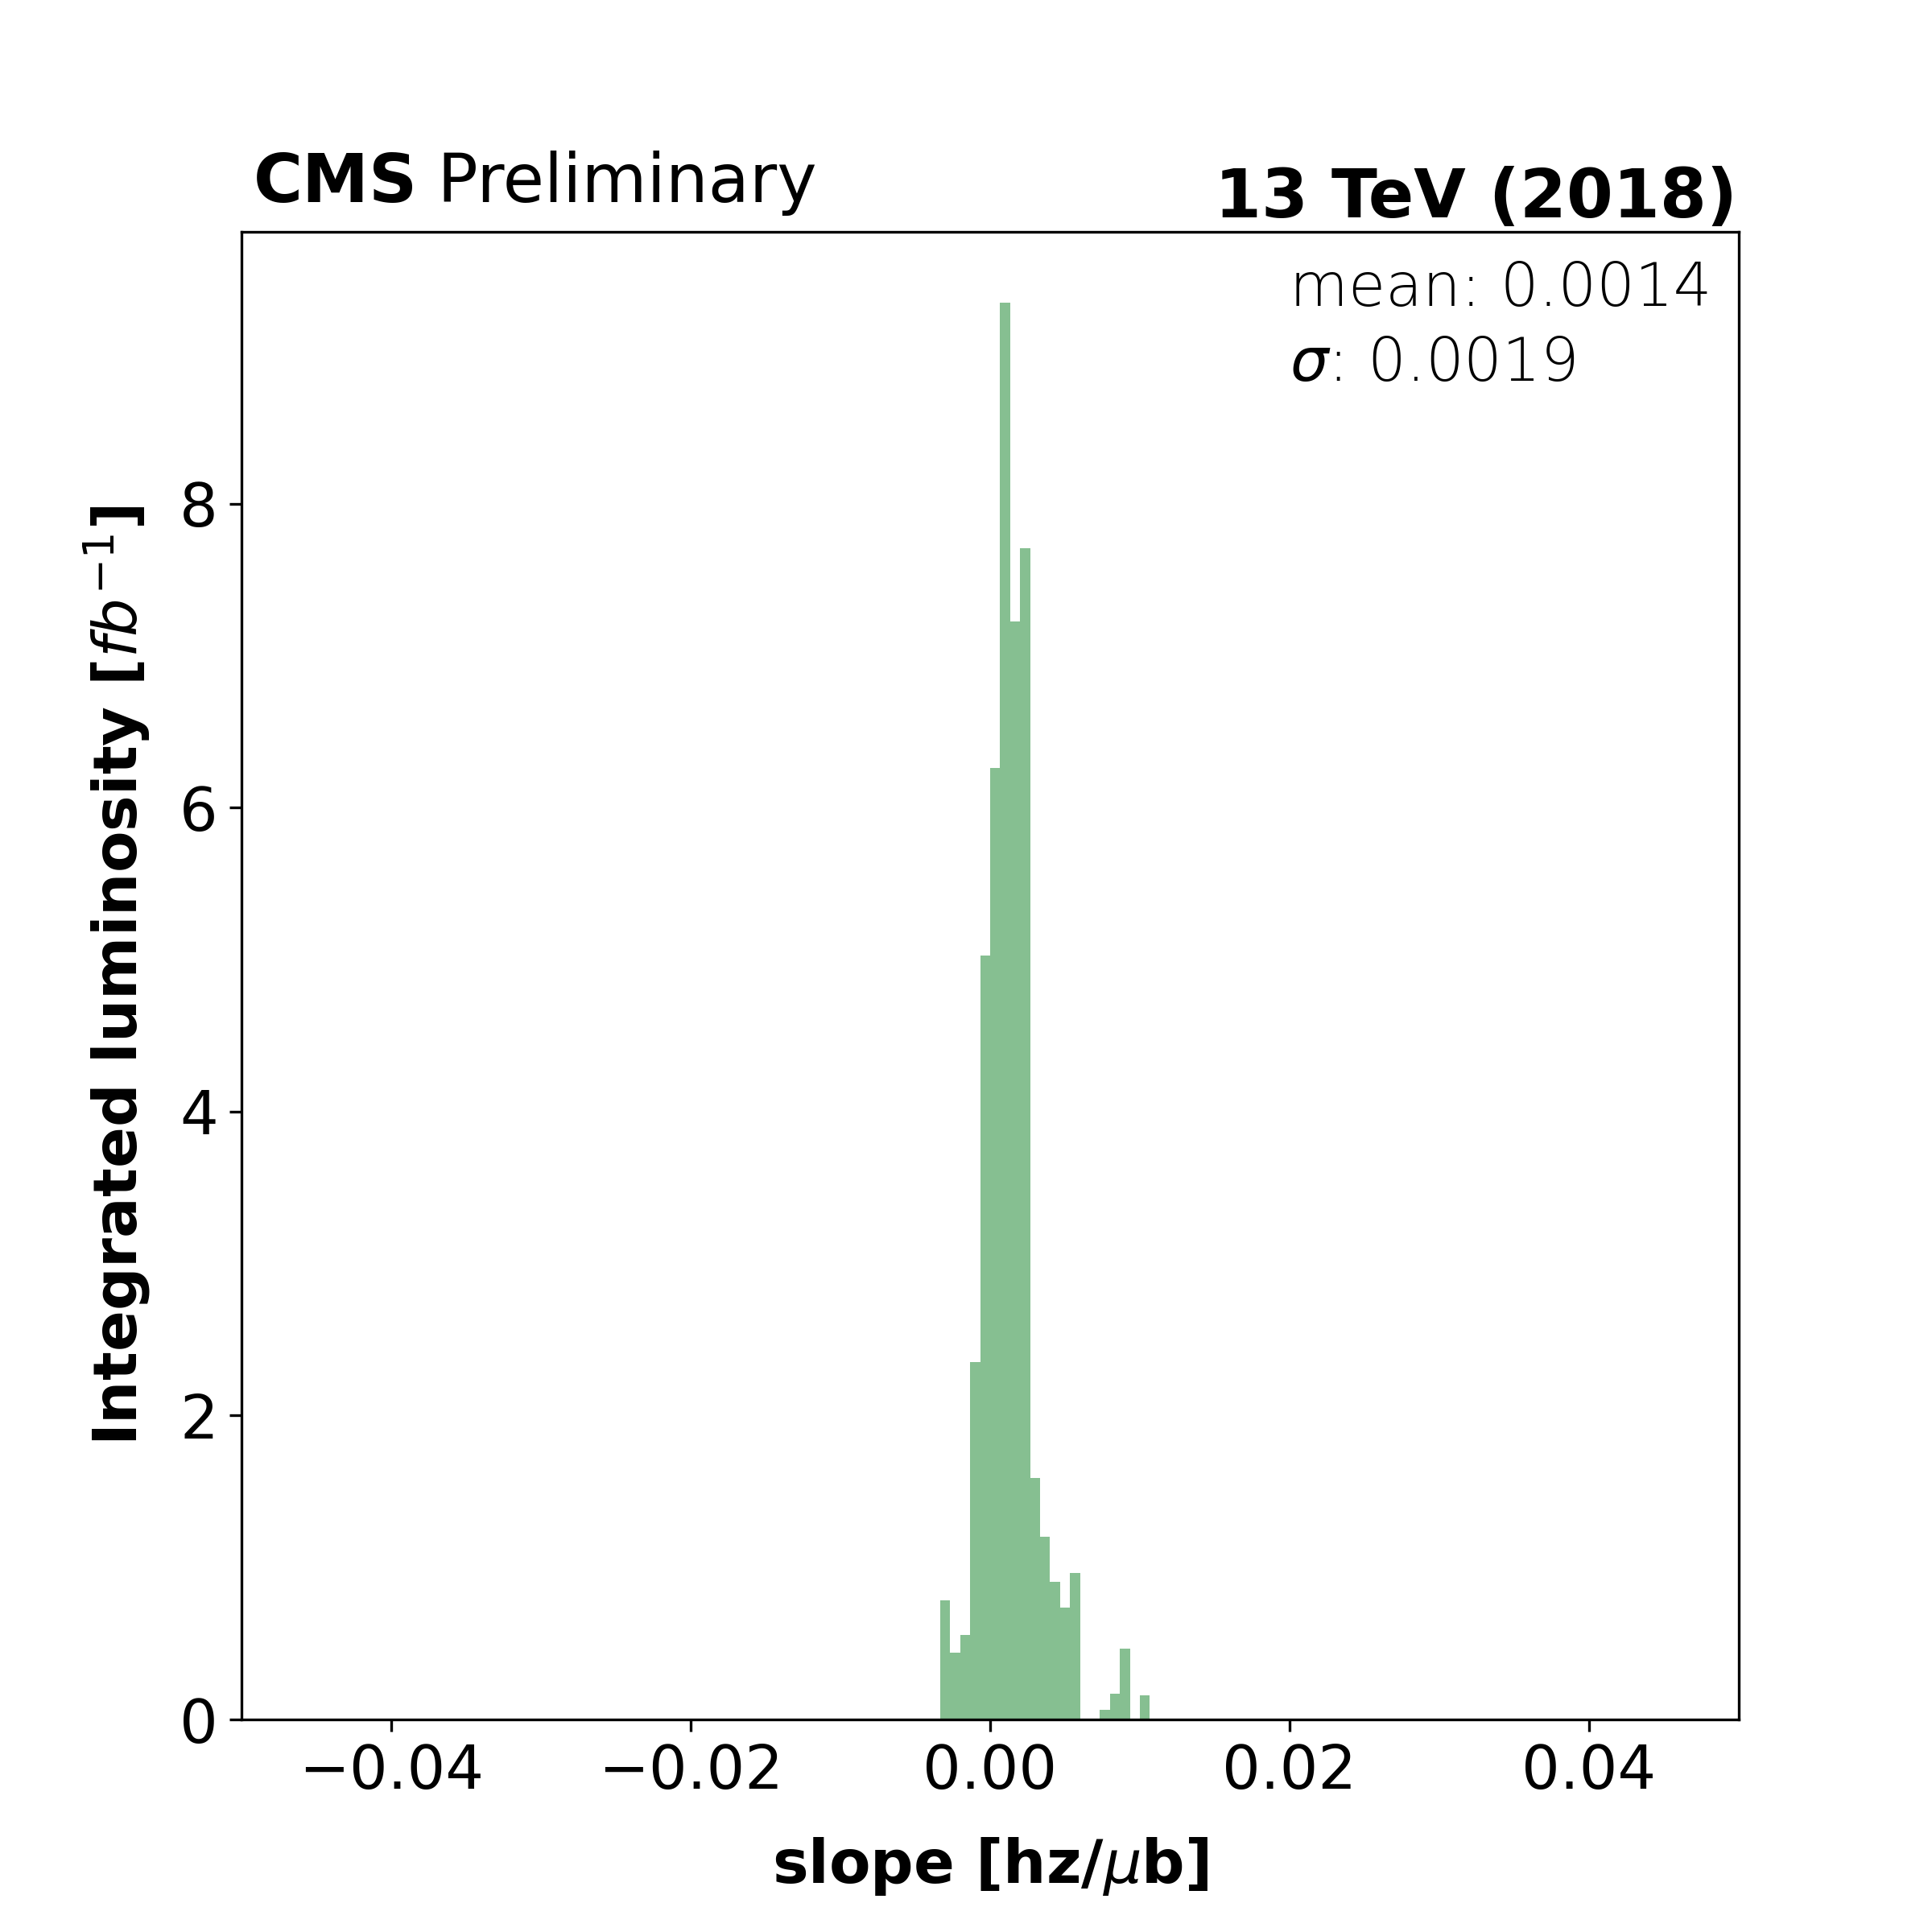 CMS Preliminary
13 TeV (2018)
mean: 0.0014
σ: 0.0019
Integrated luminosity [fb⁻¹]
8
6
4
2
0
−0.04 −0.02 0.00 0.02 0.04
slope [hz/μb]